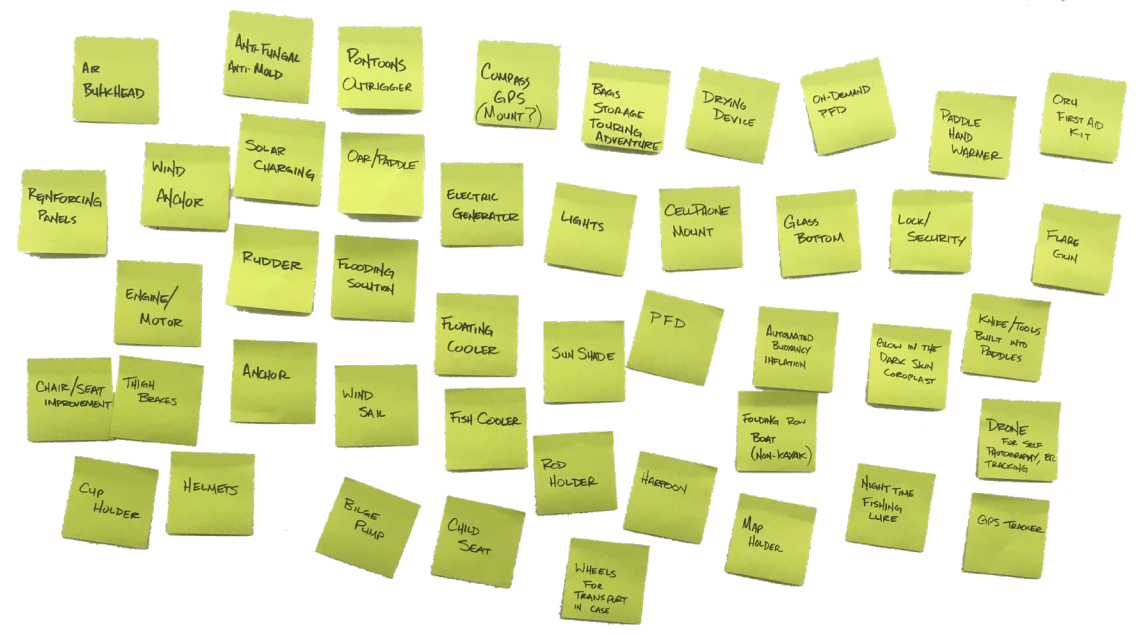 AIR
BULKHEAD
ANTI-FUNGAL
ANTI-MOLD
PONTOONS
OUTRIGGER
COMPASS
GPS
(MOUNT?)
BAGS
STORAGE
TOURING
ADVENTURE
DRYING
DEVICE
ON-DEMAND
PFD
PADDLE
HAND
WARMER
ORU
FIRST AID
KIT
REINFORCING
PANELS
WIND
ANCHOR
SOLAR
CHARGING
OAR/PADDLE
ELECTRIC
GENERATOR
LIGHTS
CELLPHONE
MOUNT
GLASS
BOTTOM
LOCK/
SECURITY
FLARE
GUN
ENGINE/
MOTOR
RUDDER
FLOODING
SOLUTION
FLOATING
COOLER
SUN SHADE
PFD
AUTOMATED
BUOYANCY
INFLATION
GLOW IN THE
DARK SKIN
COROPLAST
KNIFE/TOOLS
BUILT INTO
PADDLES
CHAIR/SEAT
IMPROVEMENT
THIGH
BRACES
ANCHOR
WIND
SAIL
FISH COOLER
FOLDING ROW
BOAT
(NON-KAYAK)
DRONE
FOR SELF
PHOTOGRAPHY, ETC
TRACKING
CUP
HOLDER
HELMETS
BILGE
PUMP
CHILD
SEAT
ROD
HOLDER
HARPOON
MAP
HOLDER
NIGHT TIME
FISHING
LURE
GPS TRACKER
WHEELS
FOR
TRANSPORT
IN CASE